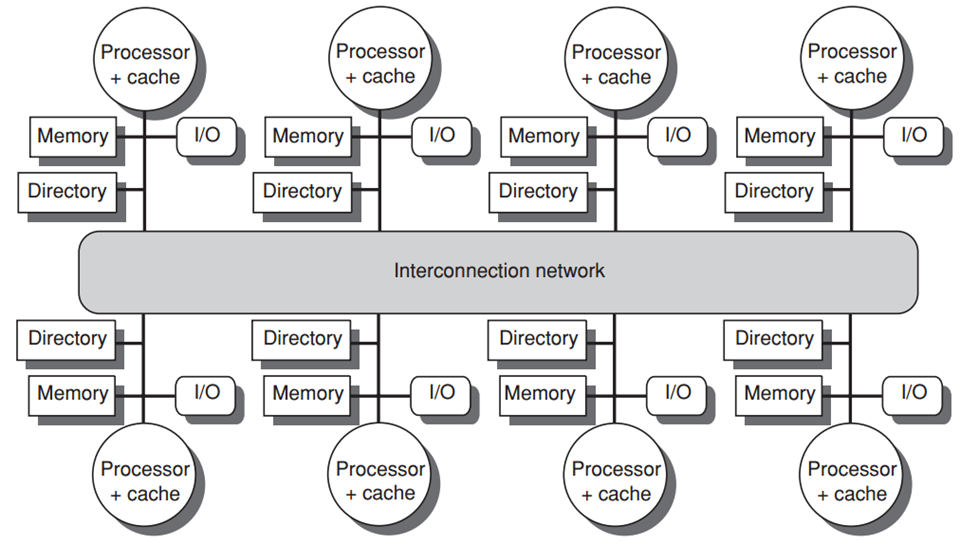 Processor
+ cache
Processor
+ cache
Processor
+ cache
Processor
+ cache
Memory
I/O
Memory
I/O
Memory
I/O
Memory
I/O
Directory
Directory
Directory
Directory
Interconnection network
Directory
Directory
Directory
Directory
Memory
I/O
Memory
I/O
Memory
I/O
Memory
I/O
Processor
+ cache
Processor
+ cache
Processor
+ cache
Processor
+ cache